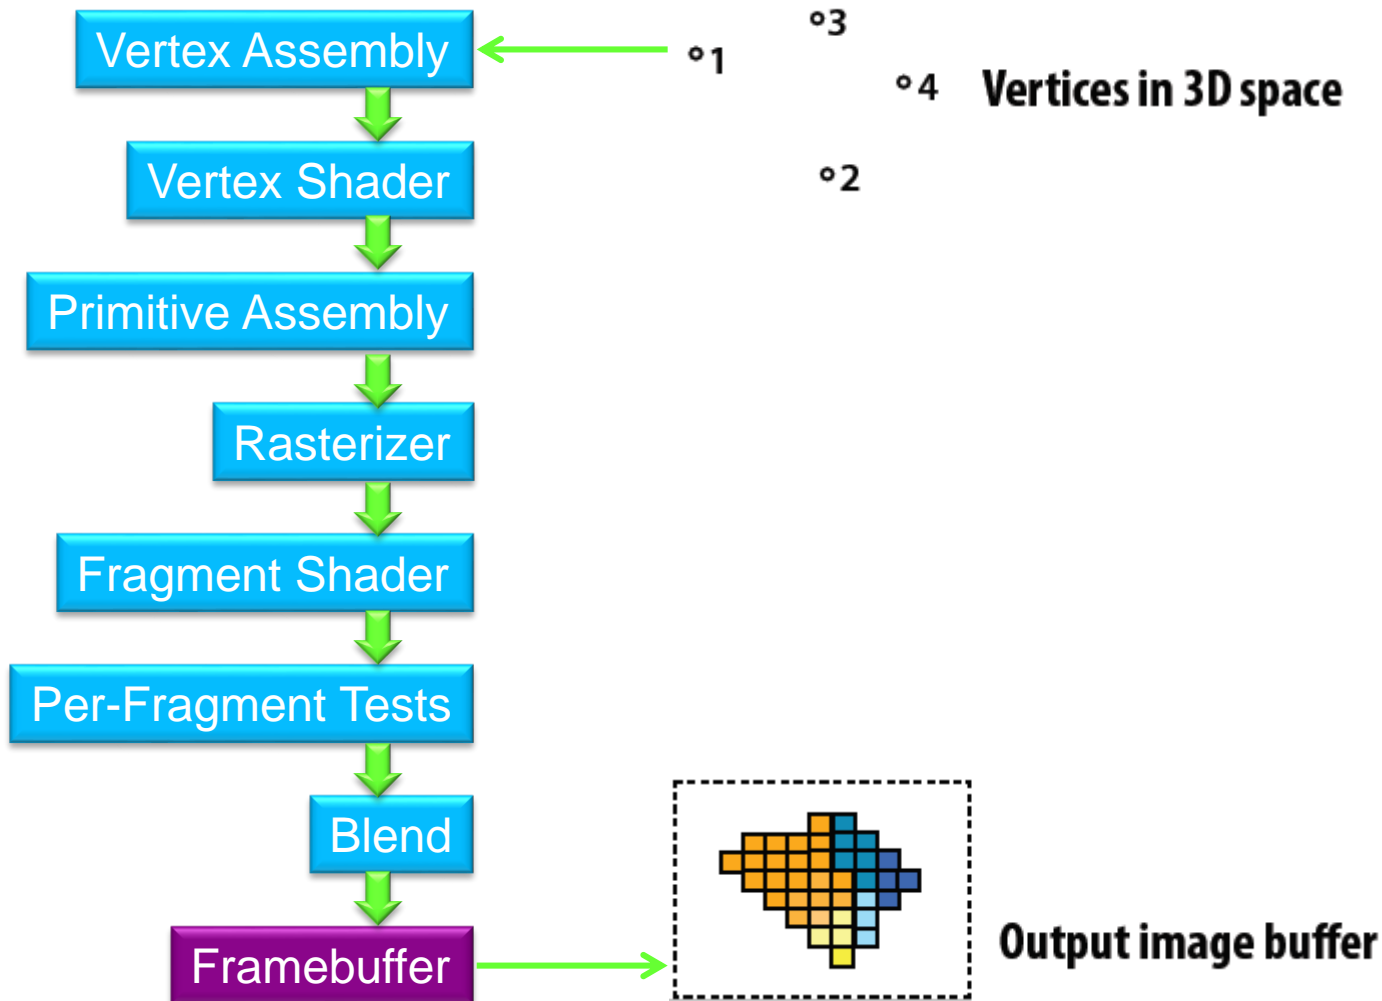 Vertex Assembly
1
3
4
Vertices in 3D space
Vertex Shader
2
Primitive Assembly
Rasterizer
Fragment Shader
Per-Fragment Tests
Blend
Framebuffer
Output image buffer